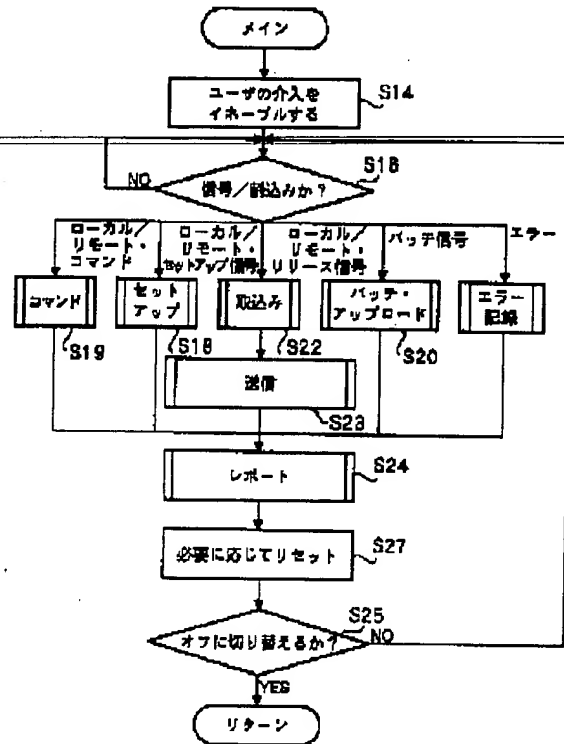 メイン
ユーザの介入を
イネーブルする
S14
信号／割込みか？
S16
NO
ローカル／
リモート・
コマンド
ローカル／
リモート・
セットアップ信号
ローカル／
リモート・
リリース信号
バッチ信号
エラー
コマンド
S19
セット
アップ
S18
取込み
S22
バッチ・
アップロード
S20
エラー
記録
送信
S23
レポート
S24
必要に応じてリセット
S27
オフに切り替えるか？
S25
NO
YES
リターン